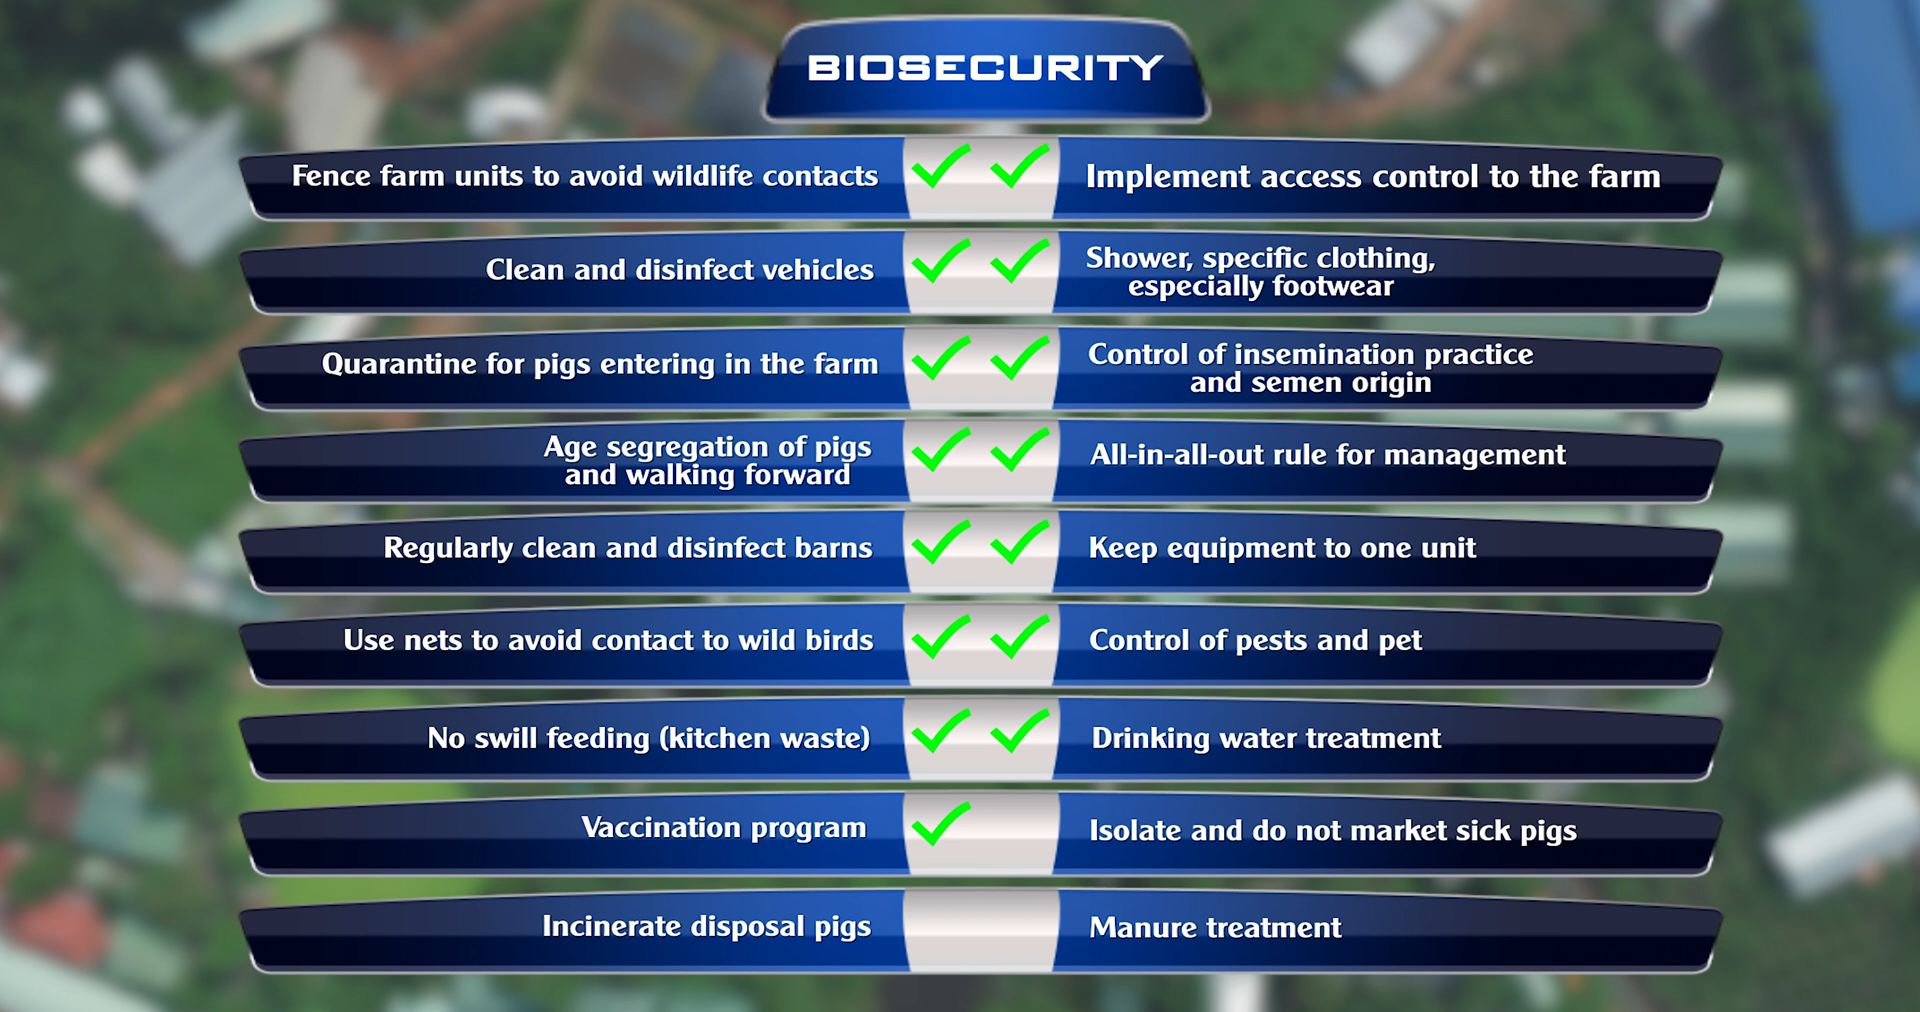 BIOSECURITY
Fence farm units to avoid wildlife contacts
Implement access control to the farm
Clean and disinfect vehicles
Shower, specific clothing,
especially footwear
Quarantine for pigs entering in the farm
Control of insemination practice
and semen origin
Age segregation of pigs
and walking forward
All-in-all-out rule for management
Regularly clean and disinfect barns
Keep equipment to one unit
Use nets to avoid contact to wild birds
Control of pests and pet
No swill feeding (kitchen waste)
Drinking water treatment
Vaccination program
Isolate and do not market sick pigs
Incinerate disposal pigs
Manure treatment